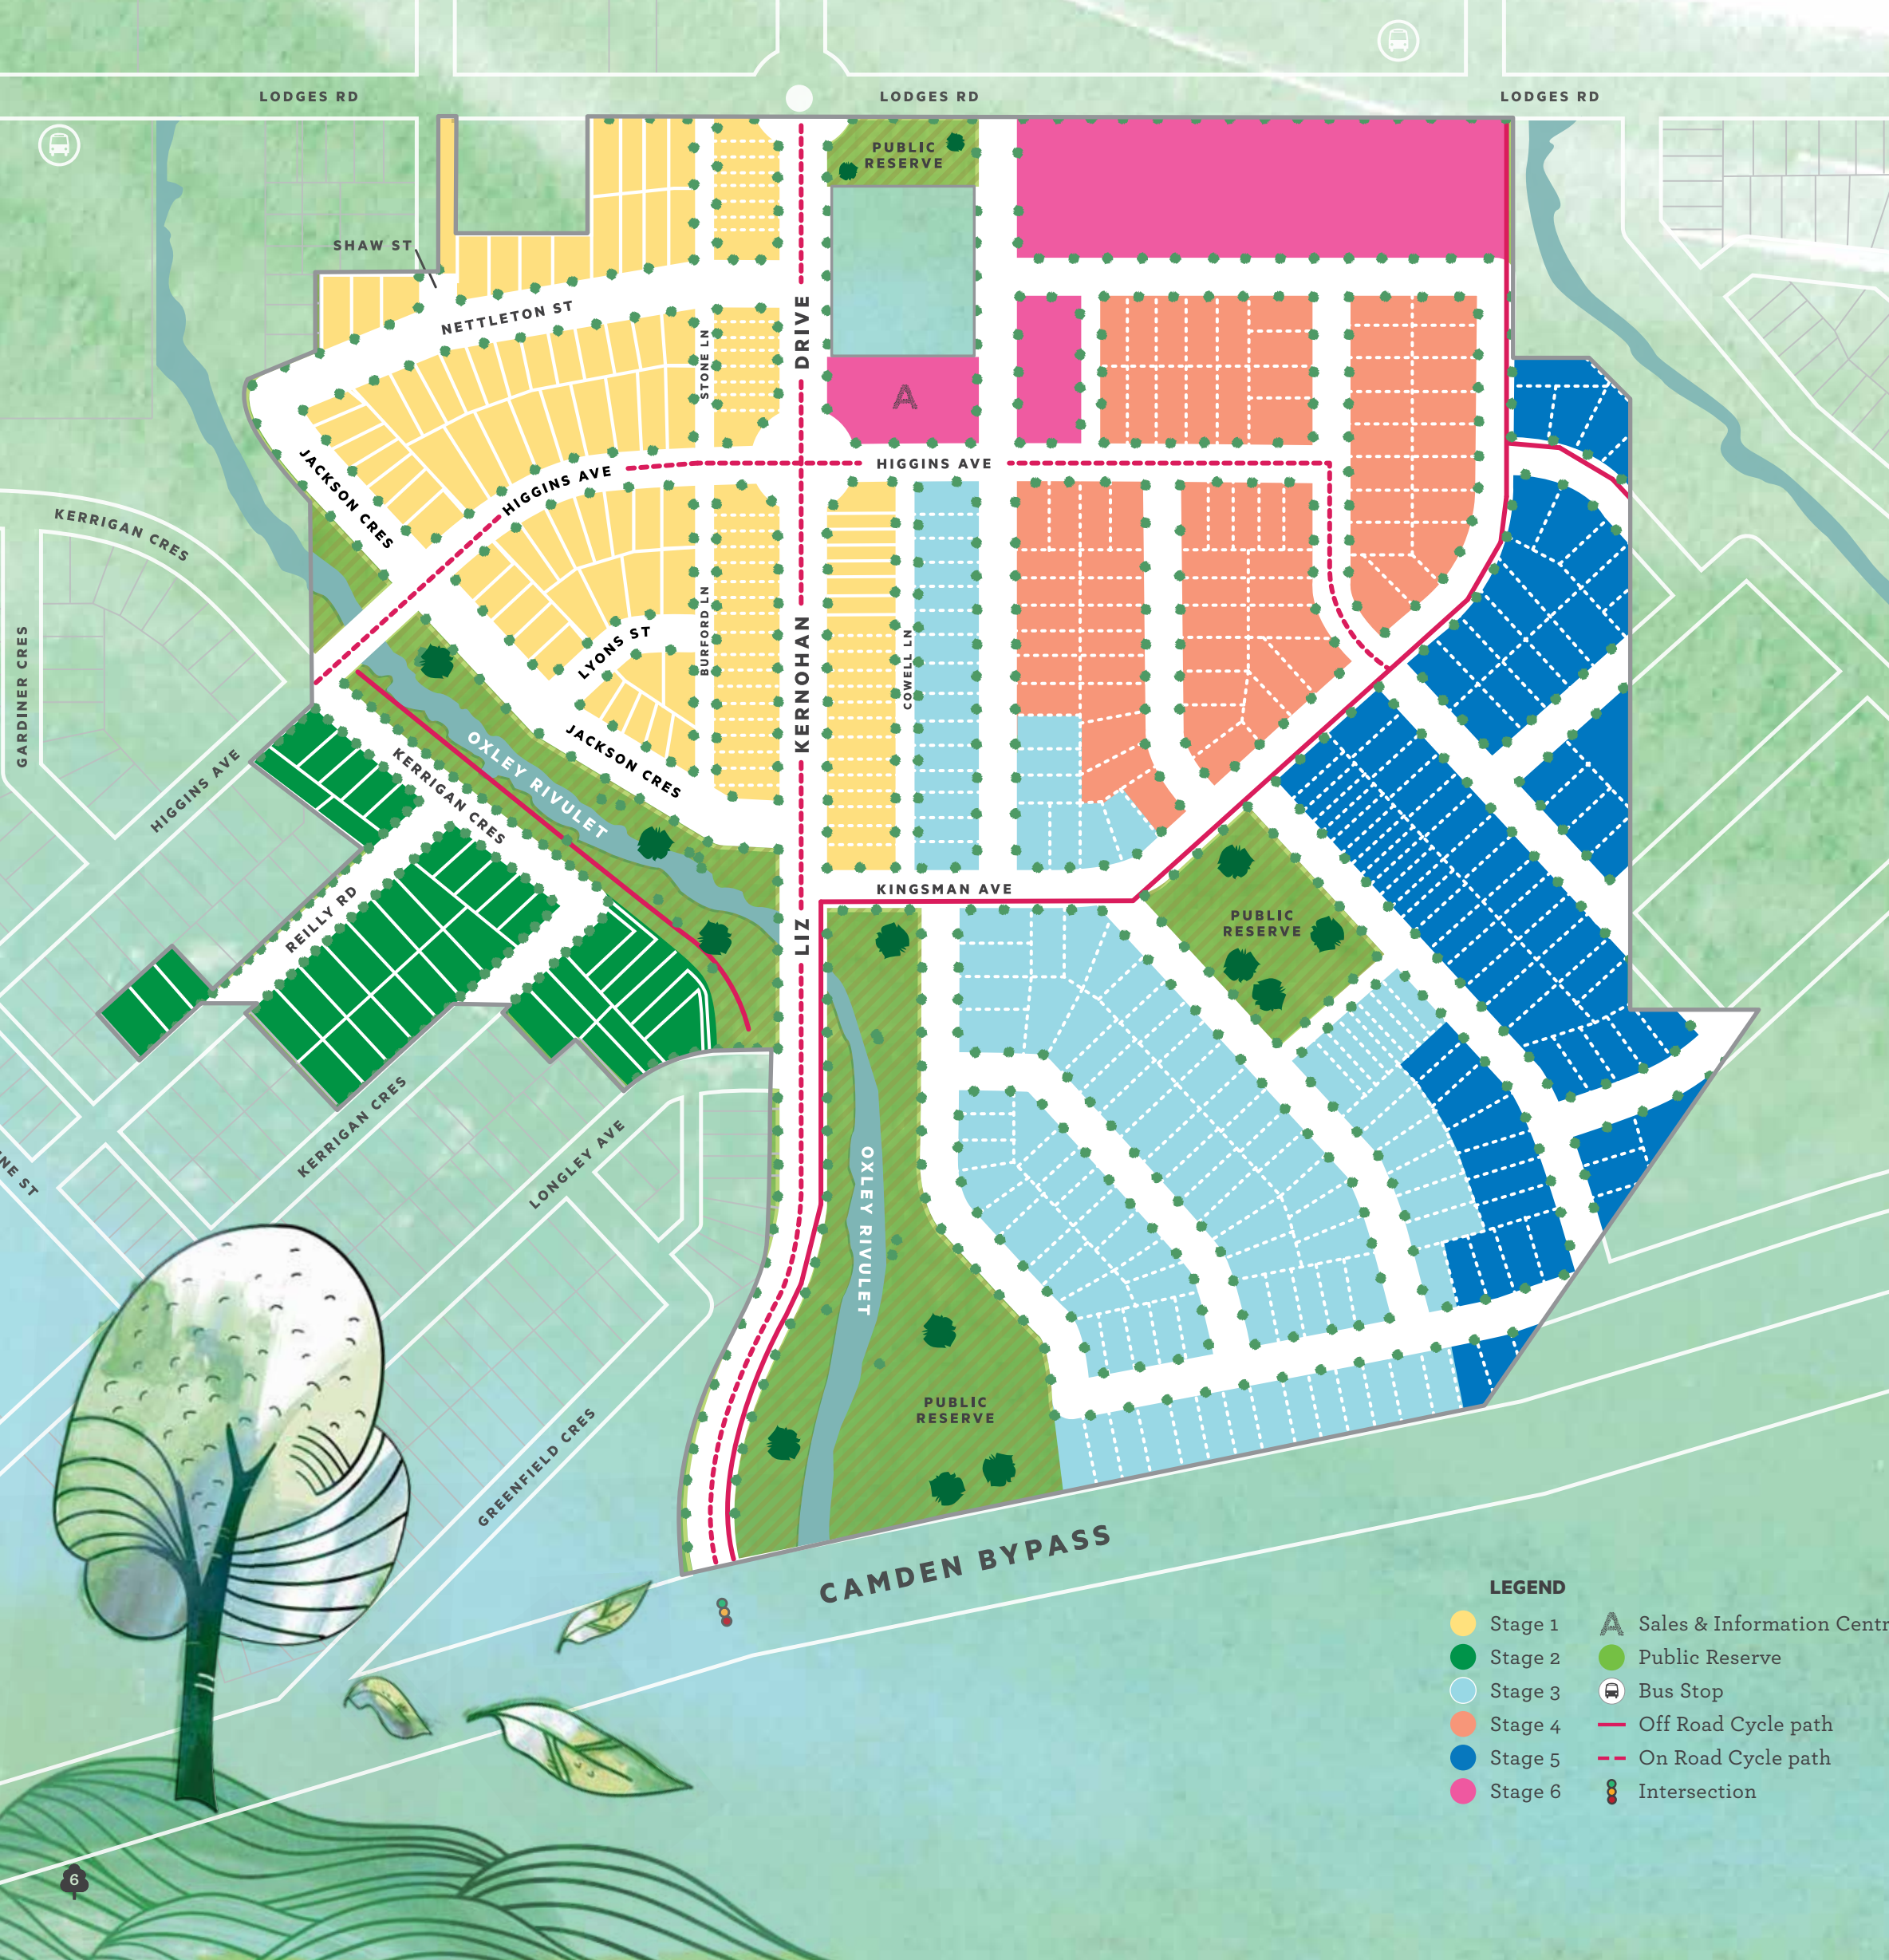 LODGES RD
LODGES RD
LODGES RD
PUBLIC
RESERVE
SHAW ST
NETTLETON ST
STONE LN
DRIVE
A
HIGGINS AVE
HIGGINS AVE
JACKSON CRES
KERRIGAN CRES
GARDINER CRES
LYONS ST
BURFORD LN
COWELL LN
KERNOHAN
JACKSON CRES
OXLEY RIVULET
KERRIGAN CRES
HIGGINS AVE
REILLY RD
KINGSMAN AVE
LIZ
PUBLIC
RESERVE
KERRIGAN CRES
LONGLEY AVE
NE ST
OXLEY RIVULET
PUBLIC
RESERVE
GREENFIELD CRES
CAMDEN BYPASS
LEGEND
Stage 1
Stage 2
Stage 3
Stage 4
Stage 5
Stage 6
A Sales & Information Centr
Public Reserve
Bus Stop
Off Road Cycle path
On Road Cycle path
Intersection
6